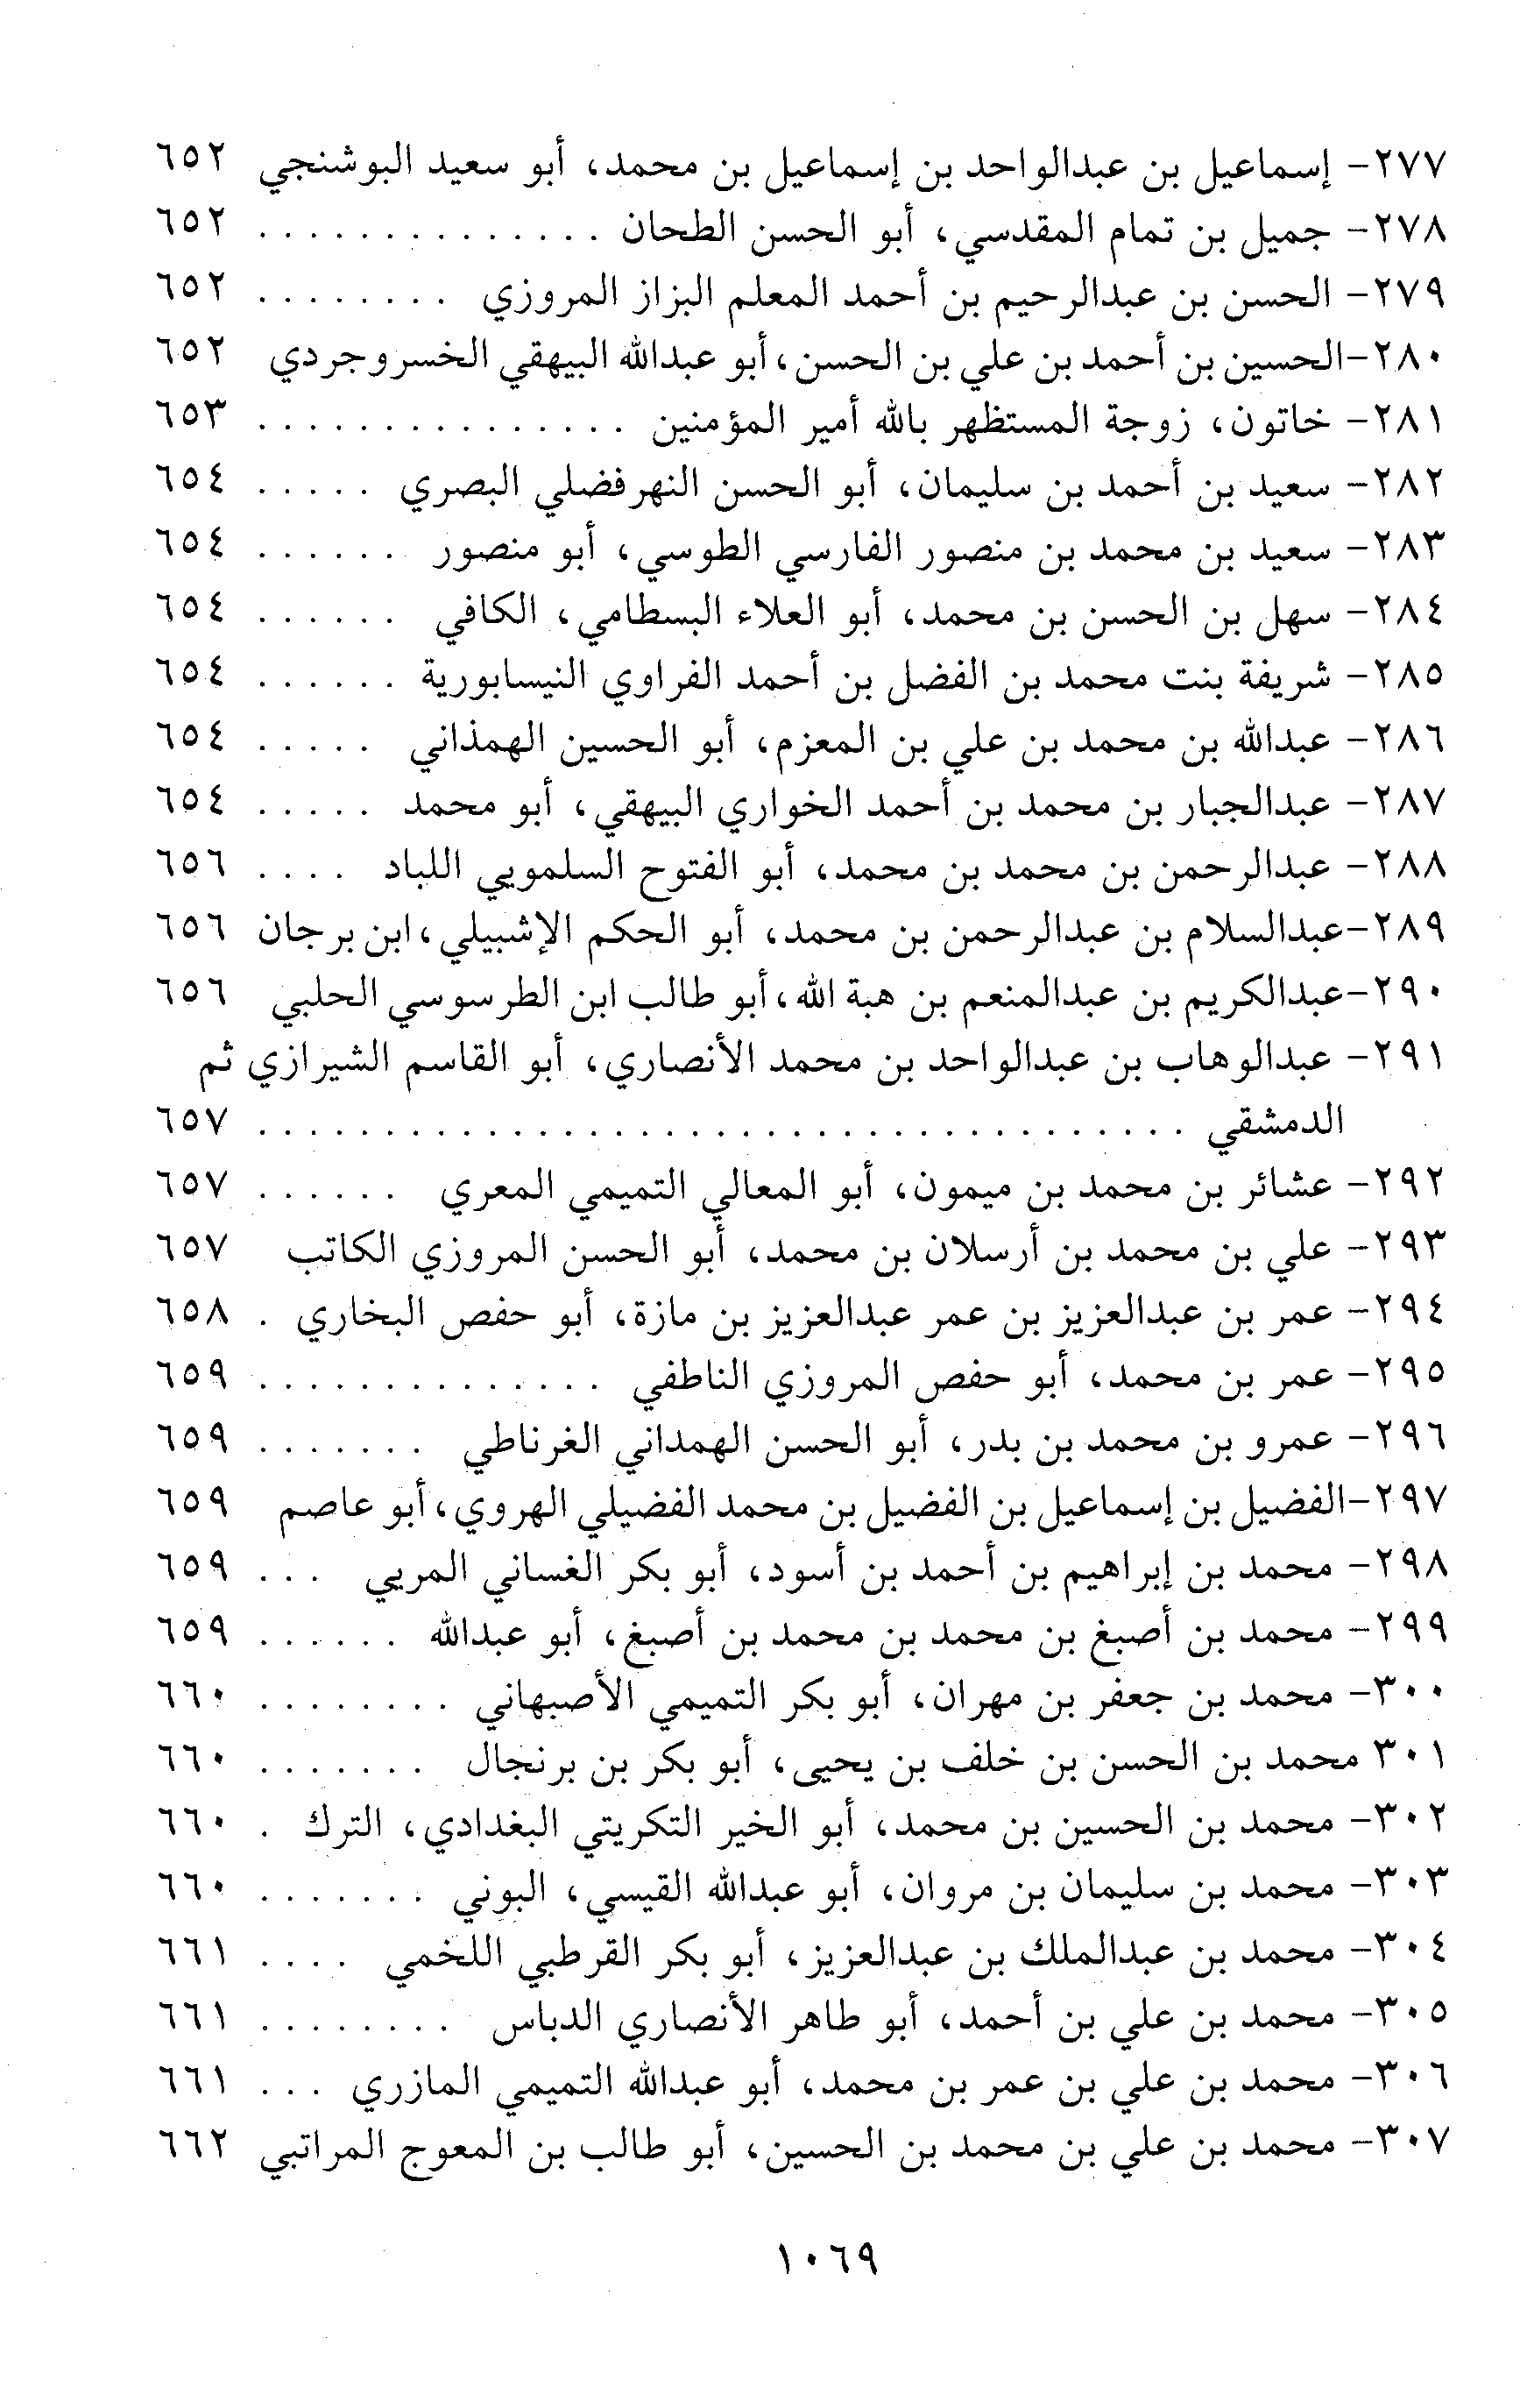 ٢٧٧- إسماعيل بن عبدالواحد بن إسماعيل بن محمد، أبو سعيد البوشنجي ٦٥٢
٢٧٨- جميل بن تمام المقدسي، أبو الحسن الطحان . . . . . . . . . . . . . . ٦٥٢
٢٧٩- الحسن بن عبدالرحيم بن أحمد المعلم البزاز المروزي . . . . . . . . ٦٥٢
٢٨٠-الحسين بن أحمد بن علي بن الحسن، أبو عبدالله البيهقي الخسروجردي ٦٥٢
٢٨١- خاتون، زوجة المستظهر بالله أمير المؤمنين . . . . . . . . . . . . . . . ٦٥٣
٢٨٢- سعيد بن أحمد بن سليمان، أبو الحسن النهرفضلي البصري . . . . . ٦٥٤
٢٨٣- سعيد بن محمد بن منصور الفارسي الطوسي، أبو منصور . . . . . . ٦٥٤
٢٨٤- سهل بن الحسن بن محمد، أبو العلاء البسطامي، الكافي . . . . . . ٦٥٤
٢٨٥- شريفة بنت محمد بن الفضل بن أحمد الفراوي النيسابورية . . . . . . ٦٥٤
٢٨٦- عبدالله بن محمد بن علي بن المعزم، أبو الحسين الهمذاني . . . . . ٦٥٤
٢٨٧- عبدالجبار بن محمد بن أحمد الخواري البيهقي، أبو محمد . . . . . ٦٥٤
٢٨٨- عبدالرحمن بن محمد بن محمد، أبو الفتوح السلمويي اللباد . . . . ٦٥٦
٢٨٩-عبدالسلام بن عبدالرحمن بن محمد، أبو الحكم الإشبيلي، ابن برجان ٦٥٦
٢٩٠-عبدالكريم بن عبدالمنعم بن هبة الله، أبو طالب ابن الطرسوسي الحلبي ٦٥٦
٢٩١- عبدالوهاب بن عبدالواحد بن محمد الأنصاري، أبو القاسم الشيرازي ثم
الدمشقي . . . . . . . . . . . . . . . . . . . . . . . . . . . . . . . . . . . . . . ٦٥٧
٢٩٢- عشائر بن محمد بن ميمون، أبو المعالي التميمي المعري . . . . . . ٦٥٧
٢٩٣- علي بن محمد بن أرسلان بن محمد، أبو الحسن المروزي الكاتب ٦٥٧
٢٩٤- عمر بن عبدالعزيز بن عمر عبدالعزيز بن مازة، أبو حفص البخاري . ٦٥٨
٢٩٥- عمر بن محمد، أبو حفص المروزي الناطفي . . . . . . . . . . . . . . ٦٥٩
٢٩٦- عمرو بن محمد بن بدر، أبو الحسن الهمداني الغرناطي . . . . . . . ٦٥٩
٢٩٧-الفضيل بن إسماعيل بن الفضيل بن محمد الفضيلي الهروي، أبو عاصم ٦٥٩
٢٩٨- محمد بن إبراهيم بن أحمد بن أسود، أبو بكر الغساني المريي . . . ٦٥٩
٢٩٩- محمد بن أصبغ بن محمد بن محمد بن أصبغ، أبو عبدالله . . . . . . ٦٥٩
٣٠٠- محمد بن جعفر بن مهران، أبو بكر التميمي الأصبهاني . . . . . . . . ٦٦٠
٣٠١ محمد بن الحسن بن خلف بن يحيى، أبو بكر بن برنجال . . . . . . . ٦٦٠
٣٠٢- محمد بن الحسين بن محمد، أبو الخير التكريتي البغدادي، الترك . ٦٦٠
٣٠٣- محمد بن سليمان بن مروان، أبو عبدالله القيسي، البوني . . . . . . . ٦٦٠
٣٠٤- محمد بن عبدالملك بن عبدالعزيز، أبو بكر القرطبي اللخمي . . . . ٦٦١
٣٠٥- محمد بن علي بن أحمد، أبو طاهر الأنصاري الدباس . . . . . . . . ٦٦١
٣٠٦- محمد بن علي بن عمر بن محمد، أبو عبدالله التميمي المازري . . . ٦٦١
٣٠٧- محمد بن علي بن محمد بن الحسين، أبو طالب بن المعوج المراتبي ٦٦٢
١٠٦٩